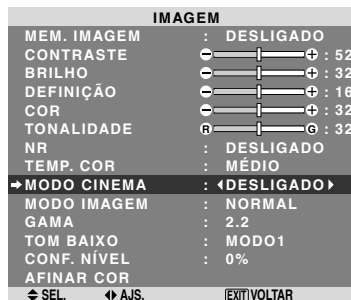 IMAGEM
MEM. IMAGEM : DESLIGADO
CONTRASTE : 52
BRILHO : 32
DEFINIÇÃO : 16
COR : 32
TONALIDADE R G : 32
NR : DESLIGADO
TEMP. COR : MÉDIO
MODO CINEMA : DESLIGADO
MODO IMAGEM : NORMAL
GAMA : 2.2
TOM BAIXO : MODO1
CONF. NÍVEL : 0%
AFINAR COR
SEL. AJS. EXIT VOLTAR